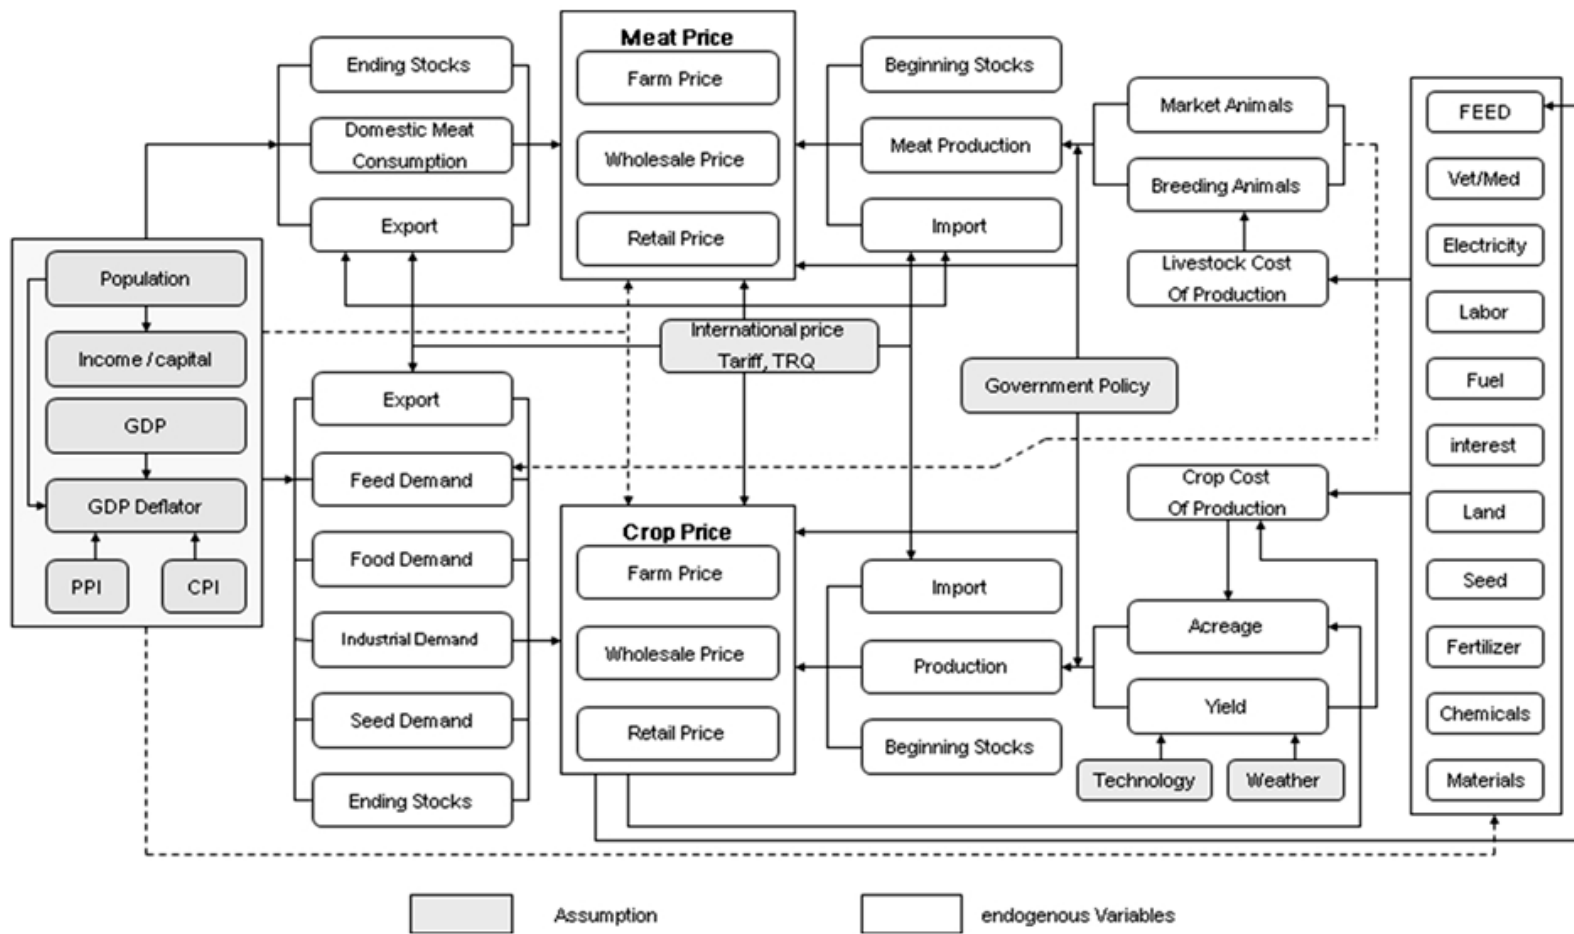 Meat Price
Farm Price
Wholesale Price
Retail Price
Ending Stocks
Domestic Meat
Consumption
Export
Beginning Stocks
Meat Production
Import
Market Animals
Breeding Animals
Livestock Cost
Of Production
FEED
Vet/Med
Electricity
Labor
Fuel
interest
Land
Seed
Fertilizer
Chemicals
Materials
Population
Income / capital
GDP
GDP Deflator
PPI
CPI
International price
Tariff, TRQ
Government Policy
Export
Feed Demand
Food Demand
Industrial Demand
Seed Demand
Ending Stocks
Crop Price
Farm Price
Wholesale Price
Retail Price
Import
Production
Beginning Stocks
Crop Cost
Of Production
Acreage
Yield
Technology
Weather
Assumption
endogenous Variables